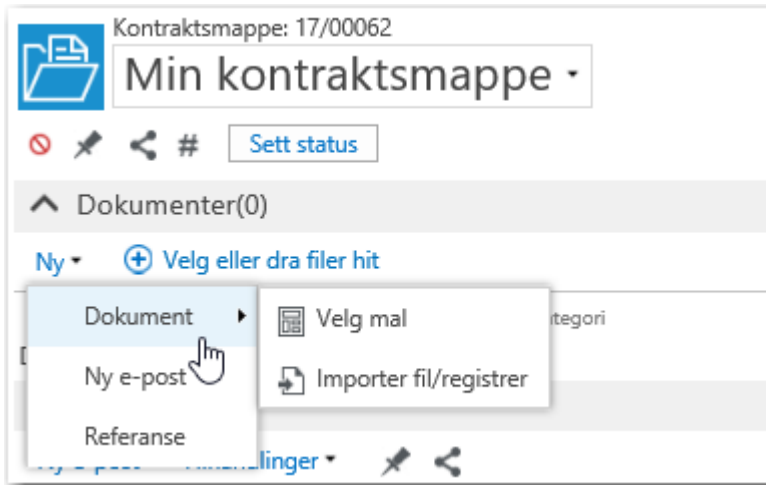 Kontraktsmappe: 17/00062
Min kontraktsmappe
# Sett status
Dokumenter(0)
Ny Velg eller dra filer hit
Dokument Velg mal
Ny e-post Importer fil/registrer
Referanse